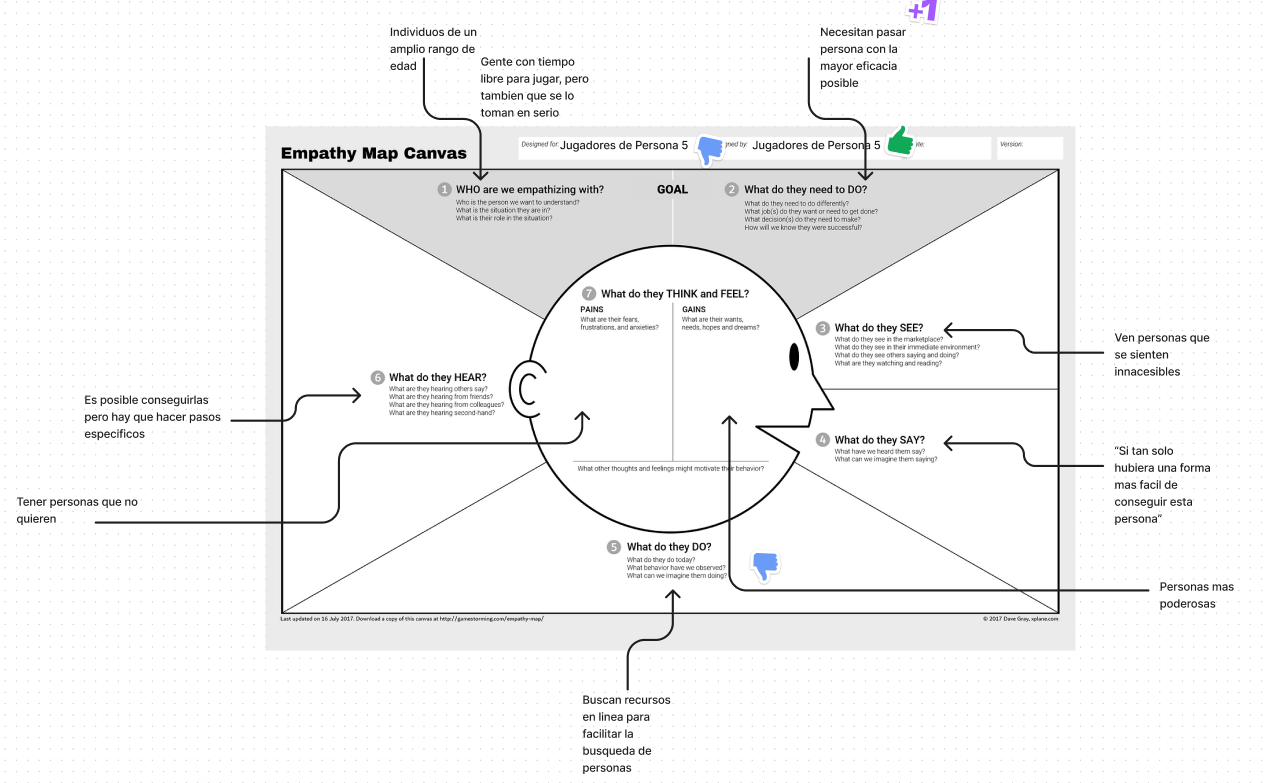 +1
Individuos de un
amplio rango de
edad
Gente con tiempo
libre para jugar, pero
tambien que se lo
toman en serio
Necesitan pasar
persona con la
mayor eficacia
posible
Empathy Map Canvas
Designed for: Jugadores de Persona 5
ned by: Jugadores de Persona 5
te:
Version:
1 WHO are we empathizing with?
Who is the person we want to understand?
What is the situation they are in?
What is their role in the situation?
GOAL
2 What do they need to DO?
What do they need to do differently?
What job(s) do they want or need to get done?
What decision(s) do they need to make?
How will we know they were successful?
7 What do they THINK and FEEL?
PAINS
What are their fears,
frustrations, and anxieties?
GAINS
What are their wants,
needs, hopes and dreams?
What other thoughts and feelings might motivate their behavior?
3 What do they SEE?
What do they see in the marketplace?
What do they see in their immediate environment?
What do they see others saying and doing?
What are they watching and reading?
Ven personas que
se sienten
innacesibles
6 What do they HEAR?
What are they hearing others say?
What are they hearing from friends?
What are they hearing from colleagues?
What are they hearing second-hand?
Es posible conseguirlas
pero hay que hacer pasos
especificos
4 What do they SAY?
What have we heard them say?
What can we imagine them saying?
"Si tan solo
hubiera una forma
mas facil de
conseguir esta
persona"
Tener personas que no
quieren
5 What do they DO?
What do they do today?
What behavior have we observed?
What can we imagine them doing?
Personas mas
poderosas
Last updated on 16 July 2017. Download a copy of this canvas at http://gamestorming.com/empathy-map/
© 2017 Dave Gray, xplane.com
Buscan recursos
en linea para
facilitar la
busqueda de
personas